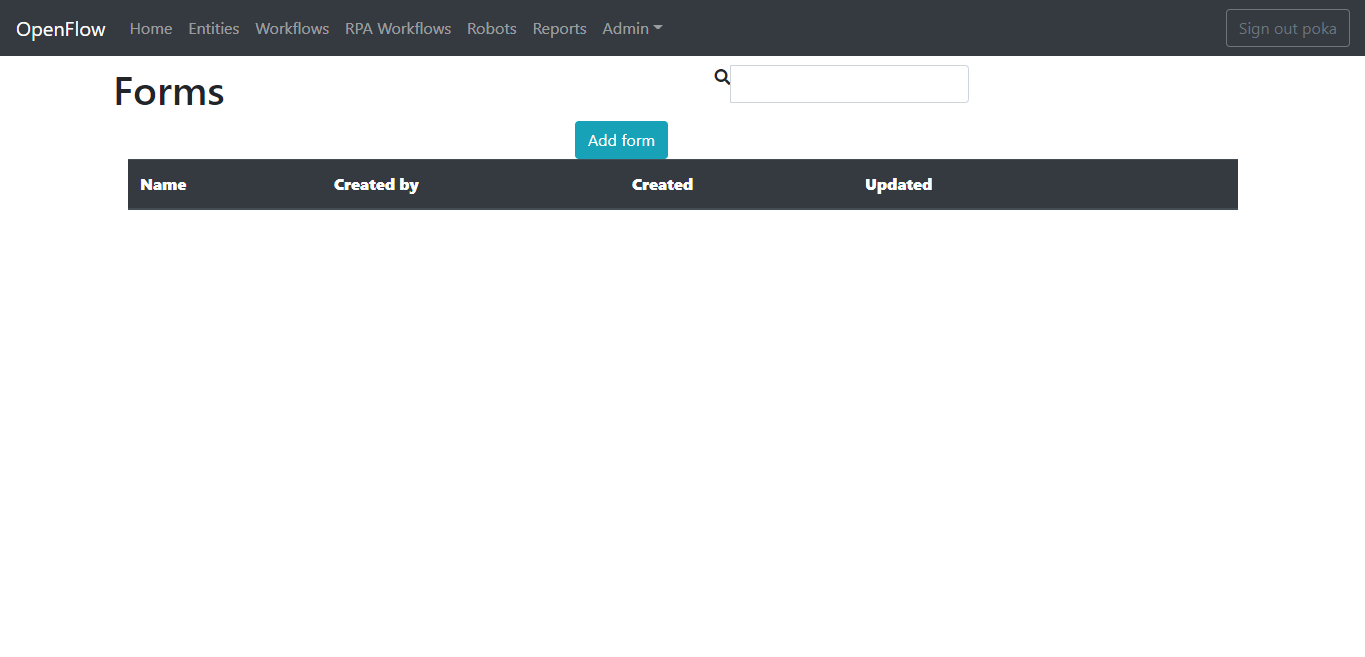 OpenFlow Home Entities Workflows RPA Workflows Robots Reports Admin Sign out poka
Forms
Add form
Name Created by Created Updated